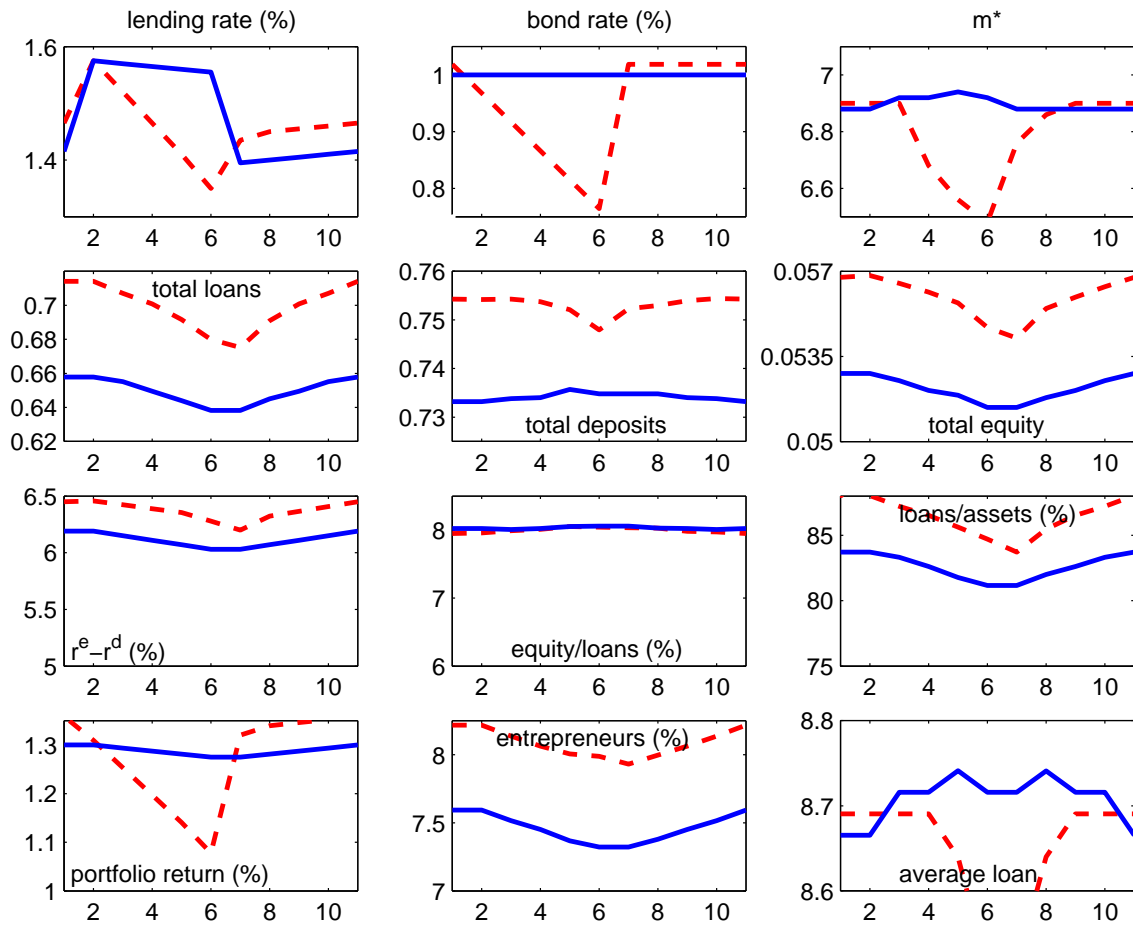 lending rate (%)
bond rate (%)
m*
1.6
1.4
2 4 6 8 10
1
0.9
0.8
2 4 6 8 10
7
6.8
6.6
2 4 6 8 10
total loans
0.7
0.68
0.66
0.64
0.62
2 4 6 8 10
0.76
0.75
0.74
0.73
total deposits
2 4 6 8 10
0.057
0.0535
0.05
total equity
2 4 6 8 10
6.5
6
5.5
5
r^e−r^d (%)
2 4 6 8 10
8
7
6
equity/loans (%)
2 4 6 8 10
loans/assets (%)
85
80
75
2 4 6 8 10
1.3
1.2
1.1
1
portfolio return (%)
2 4 6 8 10
entrepreneurs (%)
8
7.5
7
2 4 6 8 10
8.8
8.7
8.6
average loan
2 4 6 8 10